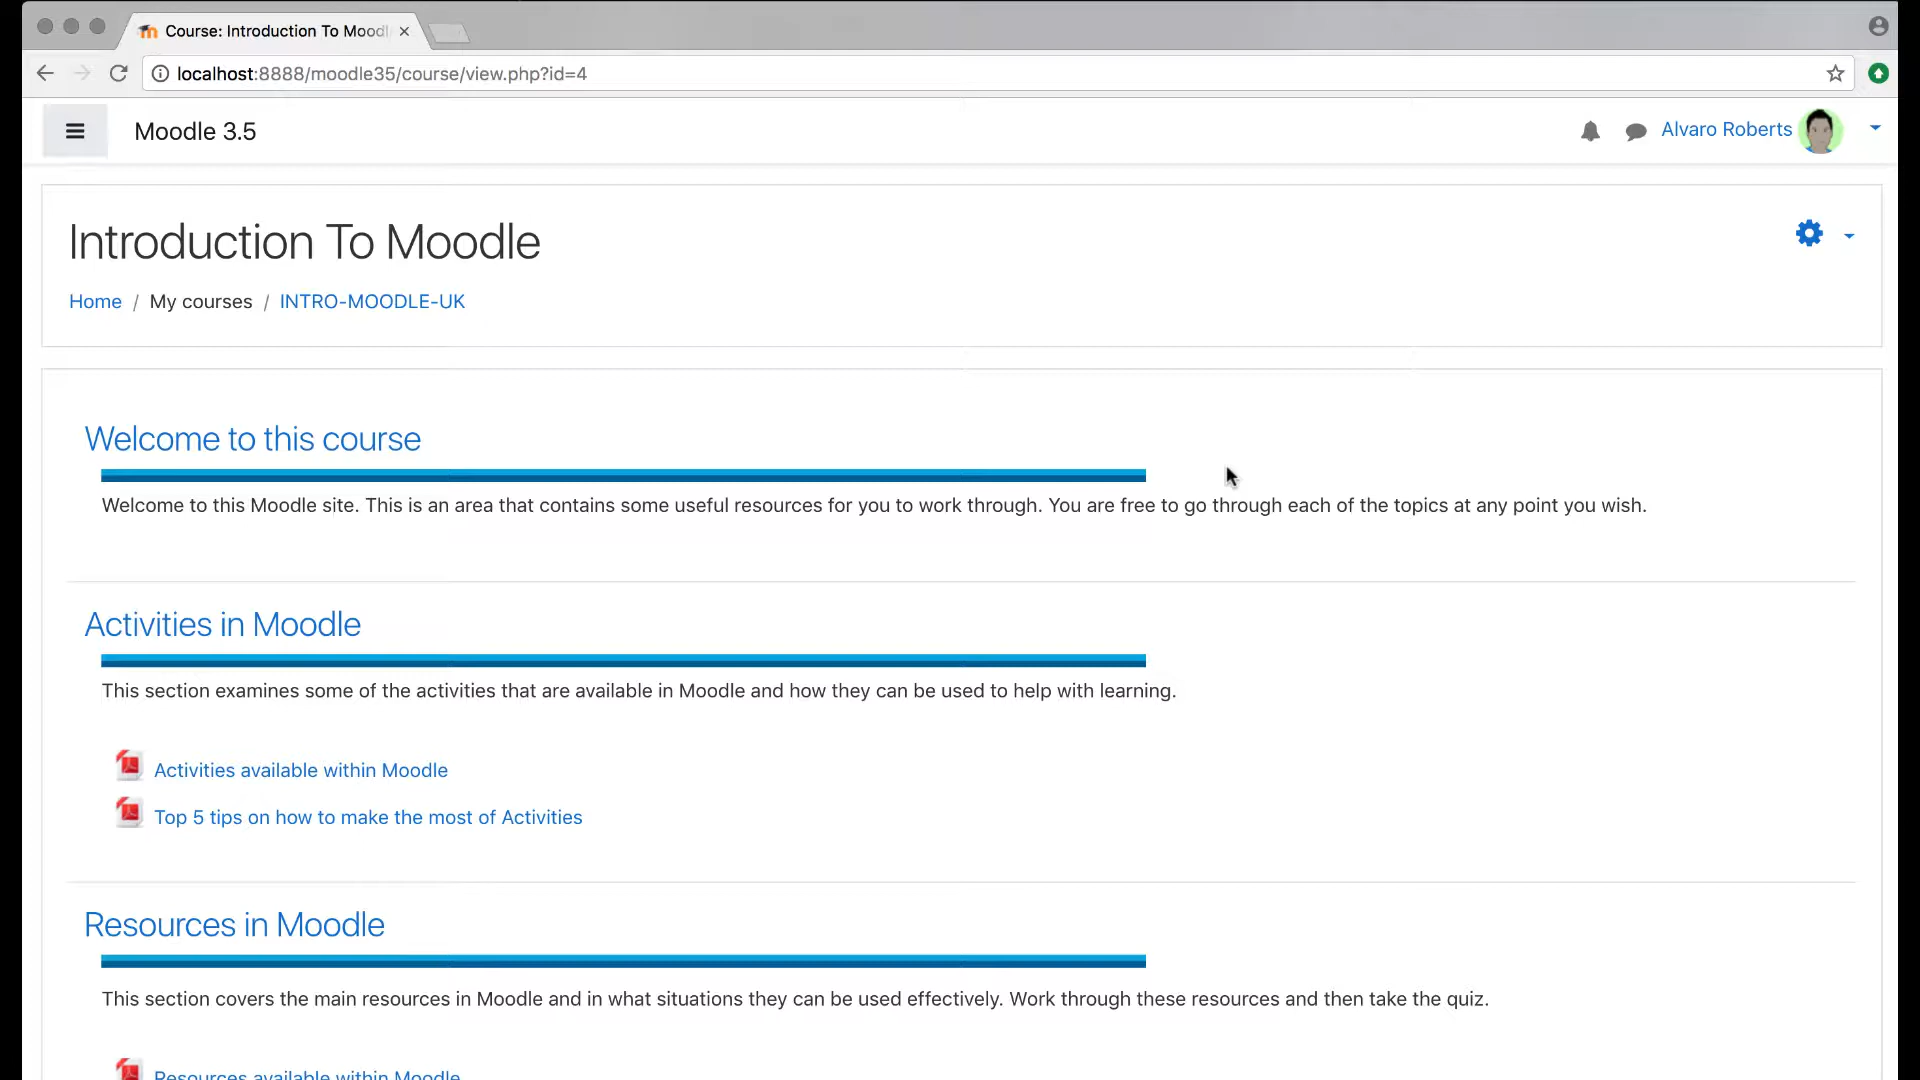 Course: Introduction To Mood
localhost:8888/moodle35/course/view.php?id=4
Moodle 3.5
Alvaro Roberts
Introduction To Moodle
Home / My courses / INTRO-MOODLE-UK
Welcome to this course
Welcome to this Moodle site. This is an area that contains some useful resources for you to work through. You are free to go through each of the topics at any point you wish.
Activities in Moodle
This section examines some of the activities that are available in Moodle and how they can be used to help with learning.
Activities available within Moodle
Top 5 tips on how to make the most of Activities
Resources in Moodle
This section covers the main resources in Moodle and in what situations they can be used effectively. Work through these resources and then take the quiz.
Resources available within Moodle